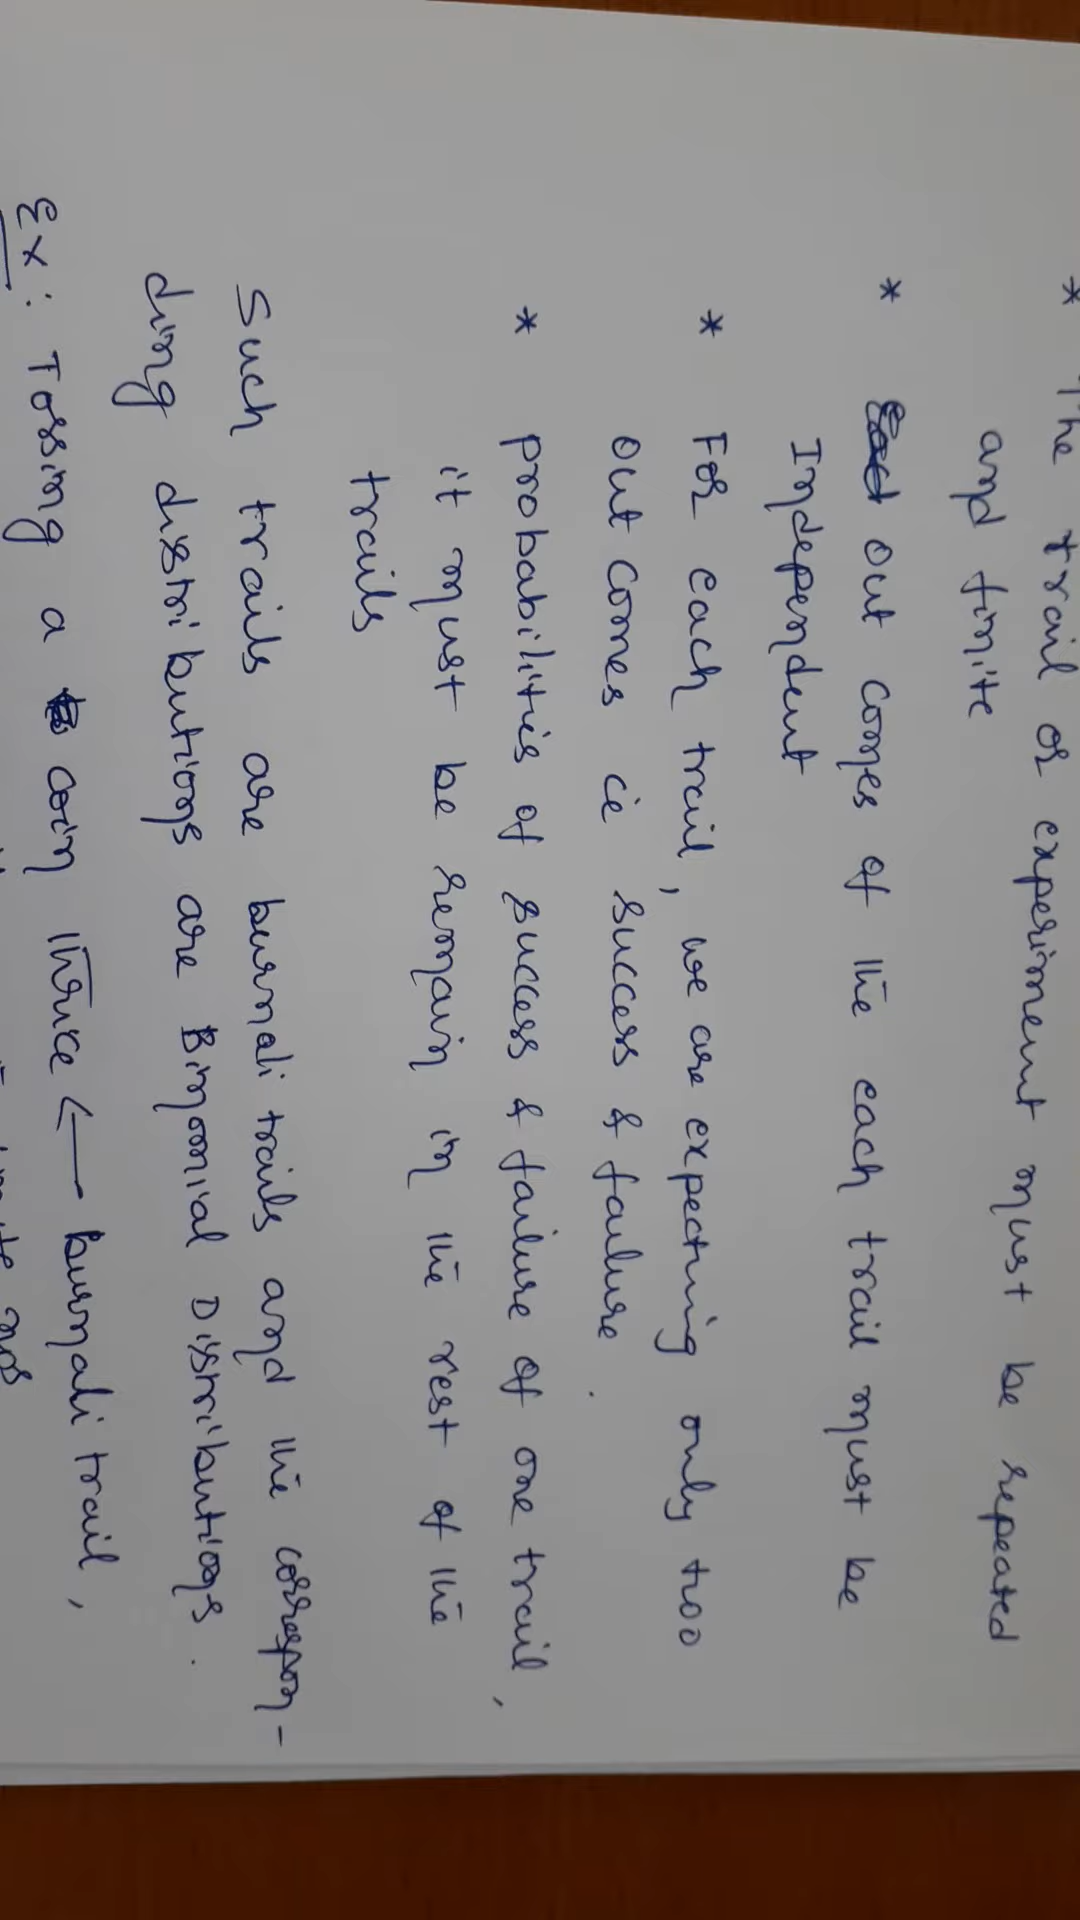 * The trail or experiment must be repeated
and finite
* out comes of the each trail must be
Independent
* For each trail, we are expecting only two
out comes ie success & failure.
* probabilities of success & failure of one trail,
it must be remain in the rest of the
trails
Such trails are burnali trails and the correspon-
ding distributions are Binomial Distributions.
Ex: Tossing a coin thrice ← burnali trail,